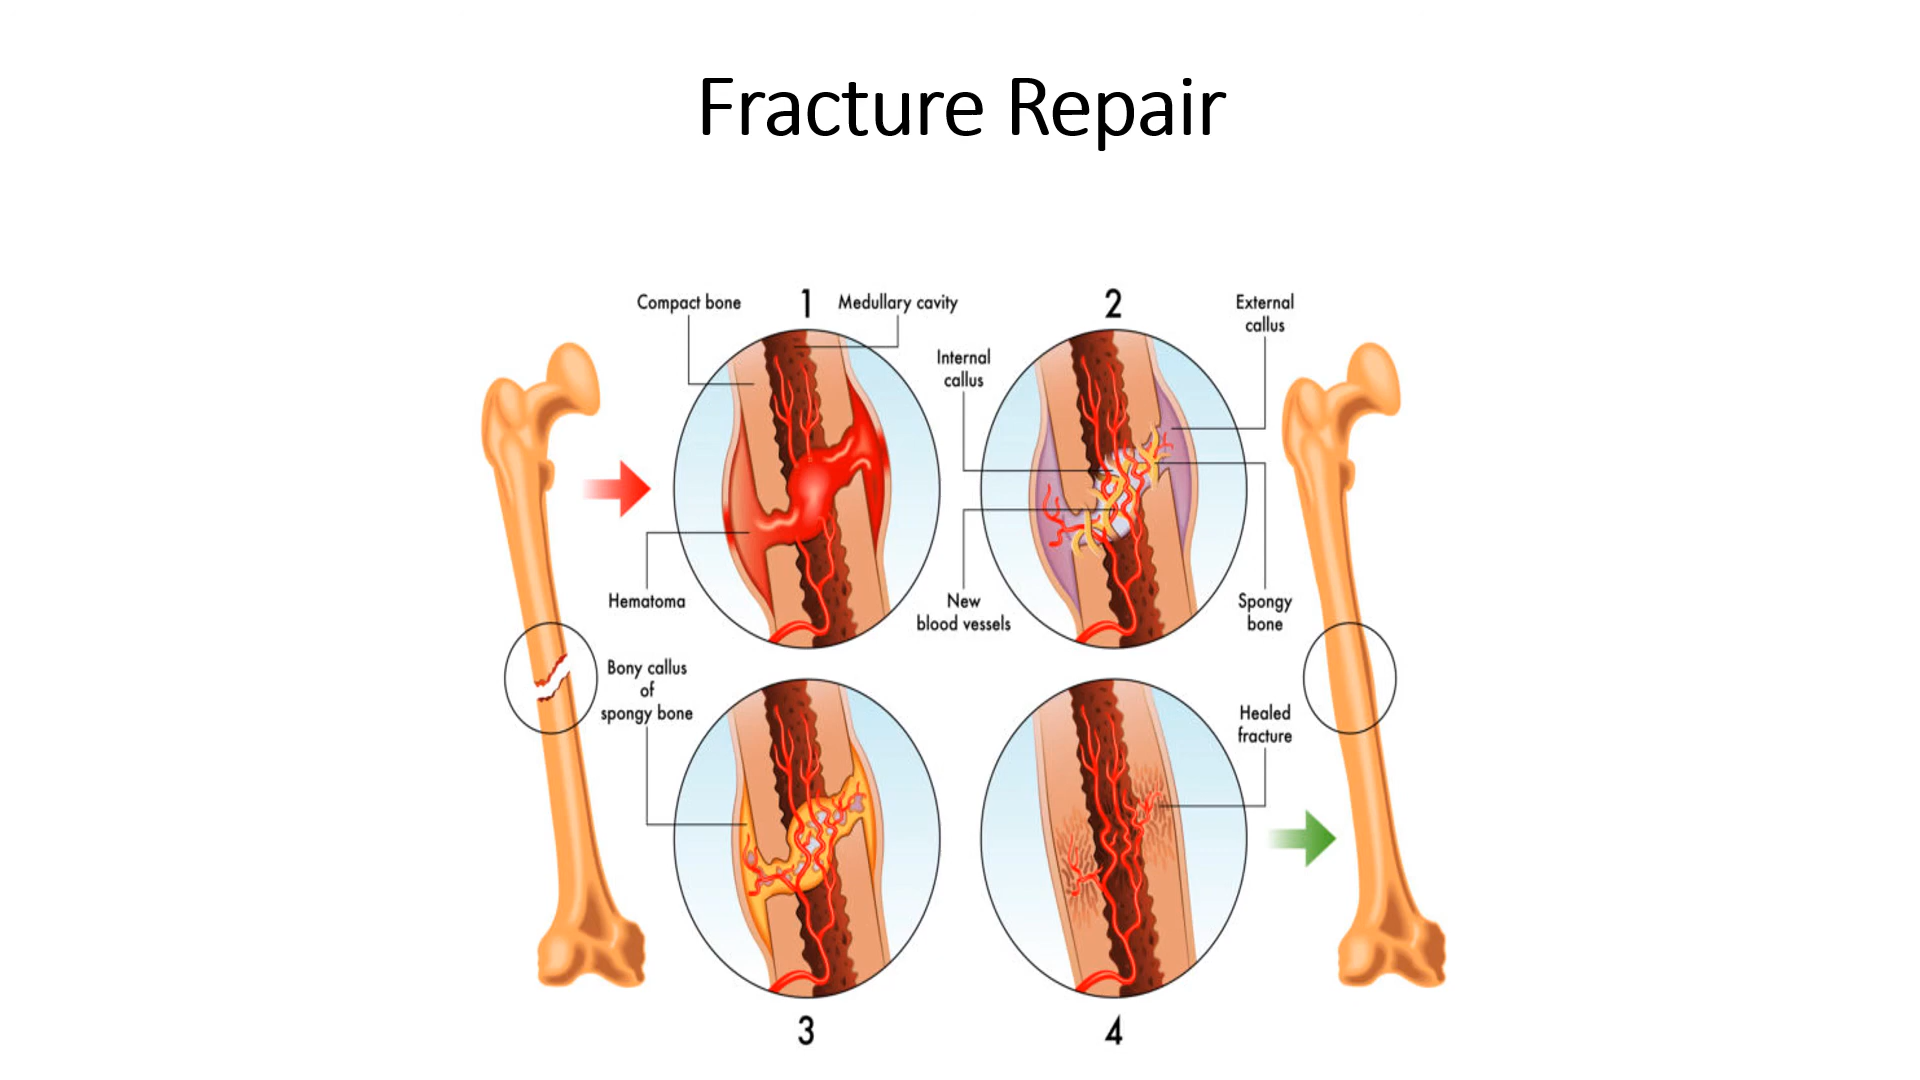 Fracture Repair
Compact bone
1
Medullary cavity
2
External
callus
Internal
callus
Hematoma
New
blood vessels
Spongy
bone
Bony callus
of
spongy bone
Healed
fracture
3
4